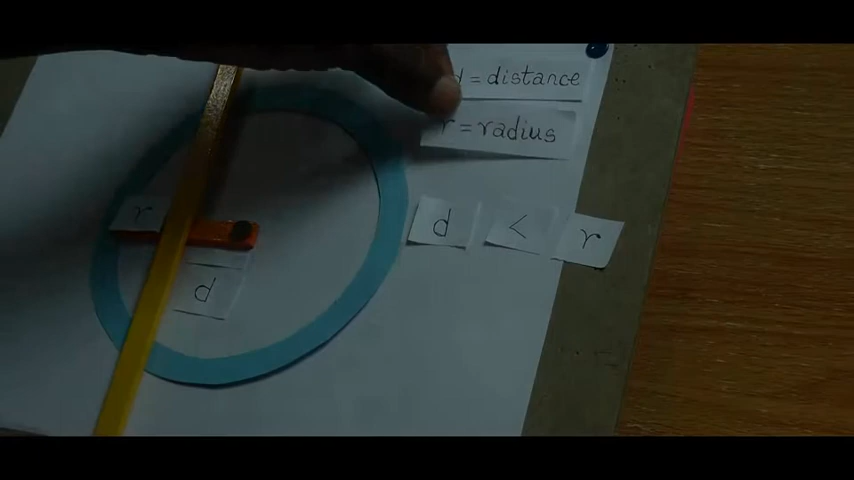 d = distance
r = radius
r
d < r
d